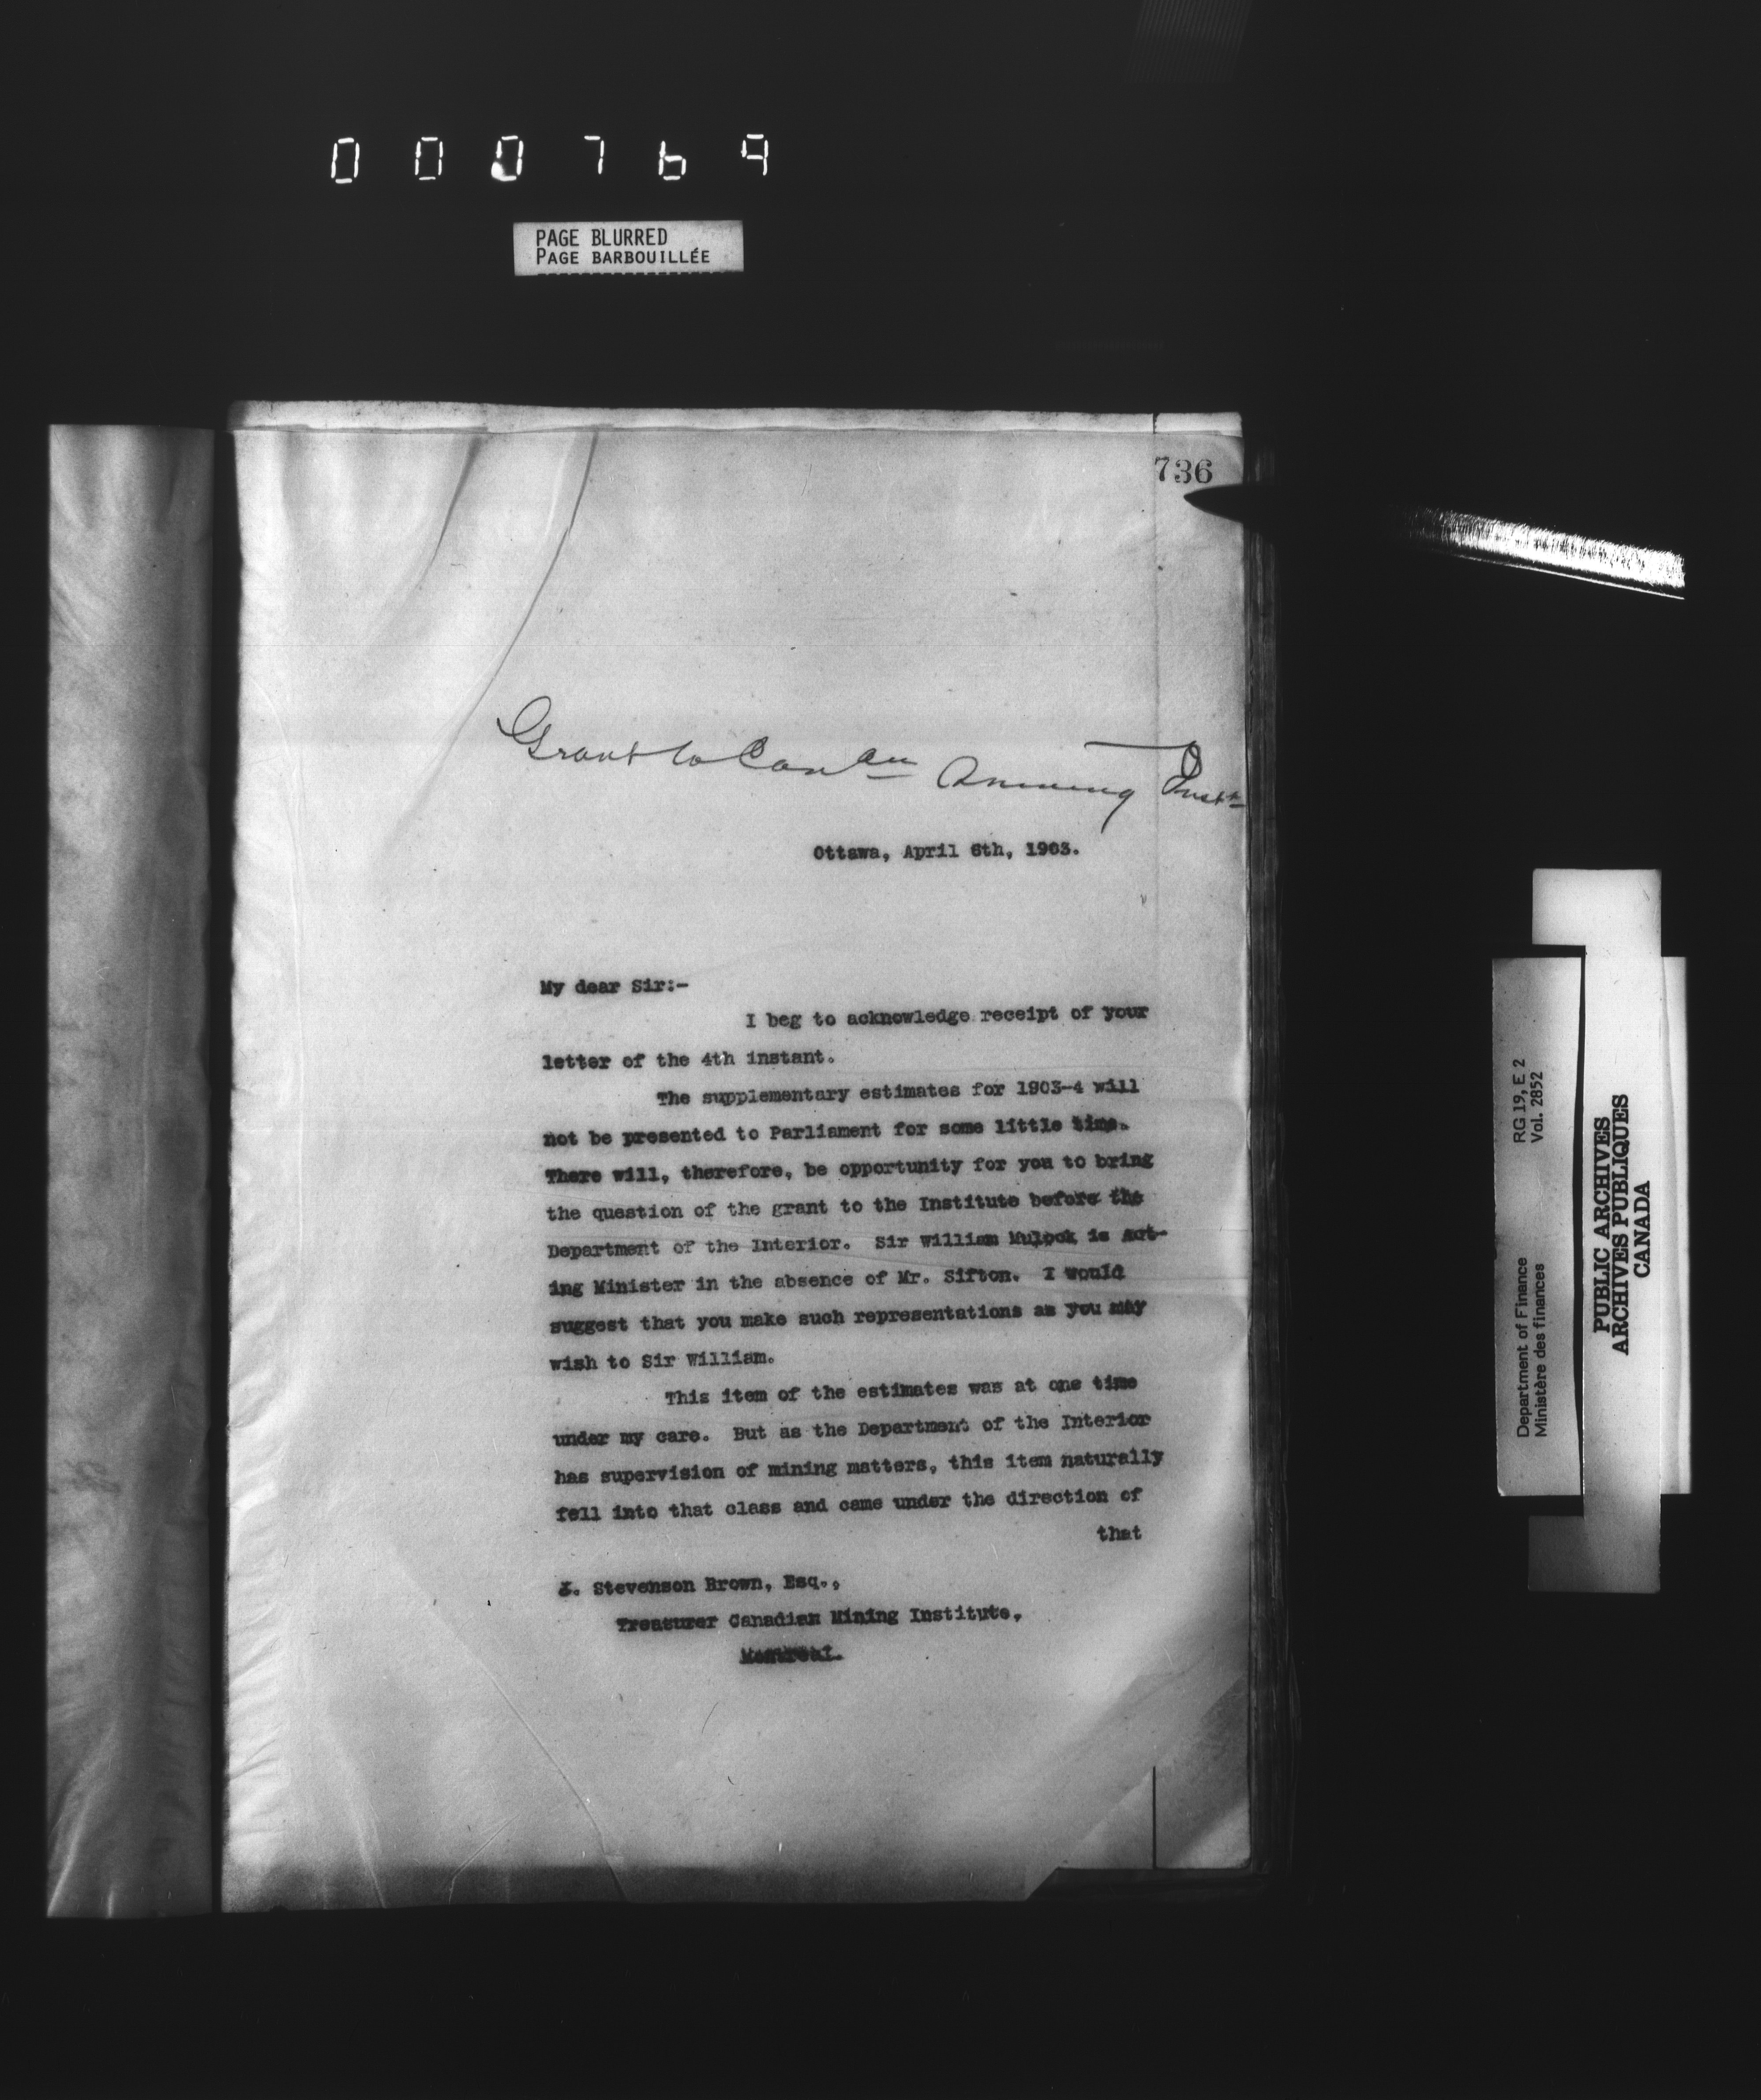 000769
PAGE BLURRED
PAGE BARBOUILLÉE
736
Grant to Canadn Mining Instte
Ottawa, April 6th, 1903.
My dear Sir:-
I beg to acknowledge receipt of your
letter of the 4th instant.
The supplementary estimates for 1903-4 will
not be presented to Parliament for some little time.
There will, therefore, be opportunity for you to bring
the question of the grant to the Institute before the
Department of the Interior. Sir William Mulock is Act-
ing Minister in the absence of Mr. Sifton. I would
suggest that you make such representations as you may
wish to Sir William.
This item of the estimates was at one time
under my care. But as the Department of the Interior
has supervision of mining matters, this item naturally
fell into that class and came under the direction of
that
J. Stevenson Brown, Esq.,
Treasurer Canadian Mining Institute,
Montreal.
Department of Finance RG 19, E 2
Ministère des finances Vol. 2852
PUBLIC ARCHIVES
ARCHIVES PUBLIQUES
CANADA